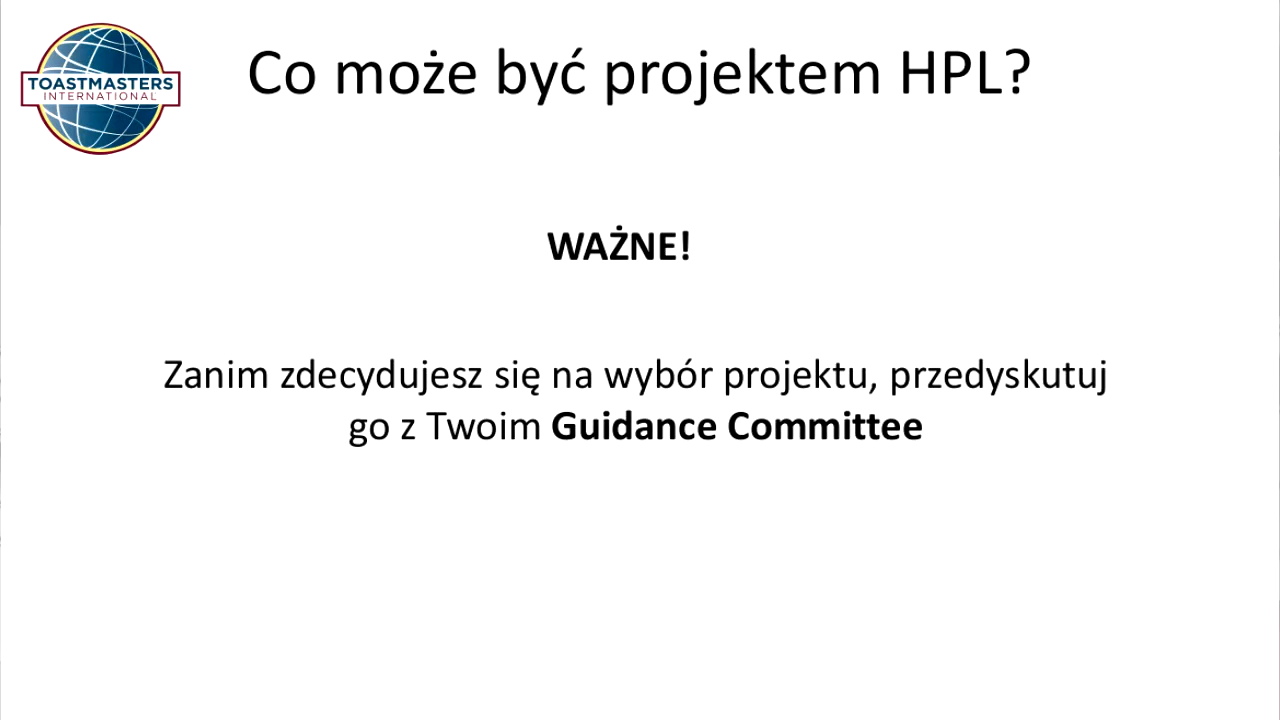 TOASTMASTERS
INTERNATIONAL
Co może być projektem HPL?
WAŻNE!
Zanim zdecydujesz się na wybór projektu, przedyskutuj
go z Twoim Guidance Committee